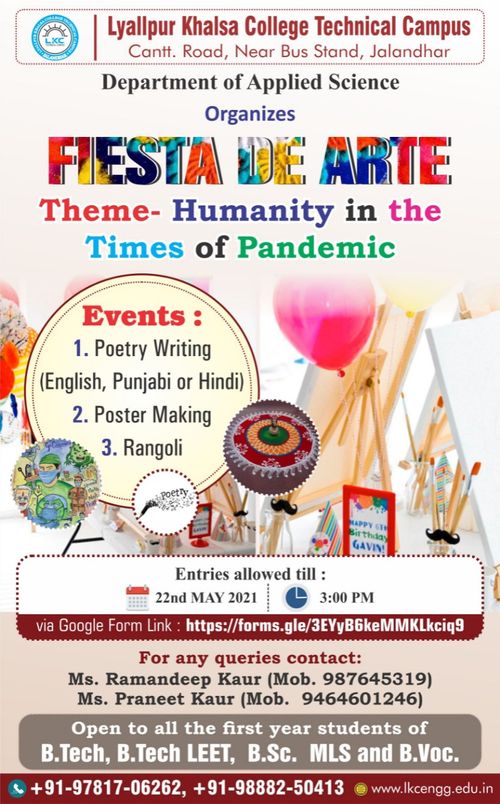 LKC
Lyallpur Khalsa College Technical Campus
Cantt. Road, Near Bus Stand, Jalandhar
Department of Applied Science
Organizes
FIESTA DE ARTE
Theme- Humanity in the
Times of Pandemic
Events :
1. Poetry Writing
(English, Punjabi or Hindi)
2. Poster Making
3. Rangoli
Poetry
HAPPY 6TH
Birthday
GAVIN!
Entries allowed till :
22nd MAY 2021 3:00 PM
via Google Form Link : https://forms.gle/3EYyB6keMMKLkciq9
For any queries contact:
Ms. Ramandeep Kaur (Mob. 987645319)
Ms. Praneet Kaur (Mob. 9464601246)
Open to all the first year students of
B.Tech, B.Tech LEET, B.Sc. MLS and B.Voc.
+91-97817-06262, +91-98882-50413 www.lkcengg.edu.in